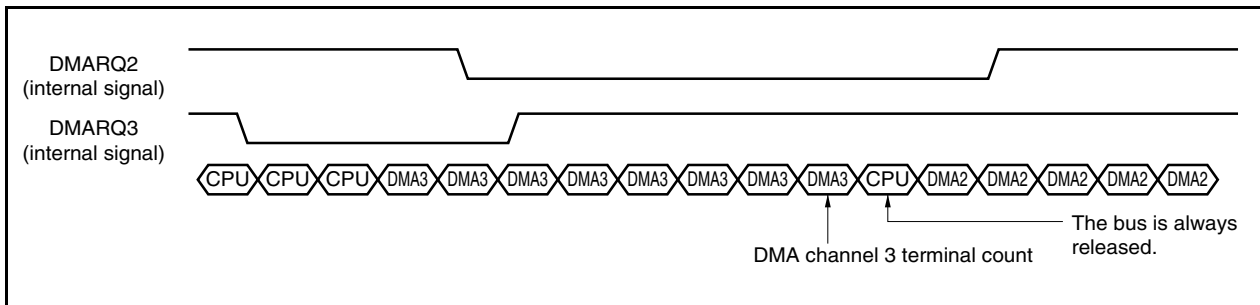 DMARQ2
(internal signal)
DMARQ3
(internal signal)
CPU CPU CPU DMA3 DMA3 DMA3 DMA3 DMA3 DMA3 DMA3 DMA3 CPU DMA2 DMA2 DMA2 DMA2 DMA2
The bus is always
released.
DMA channel 3 terminal count